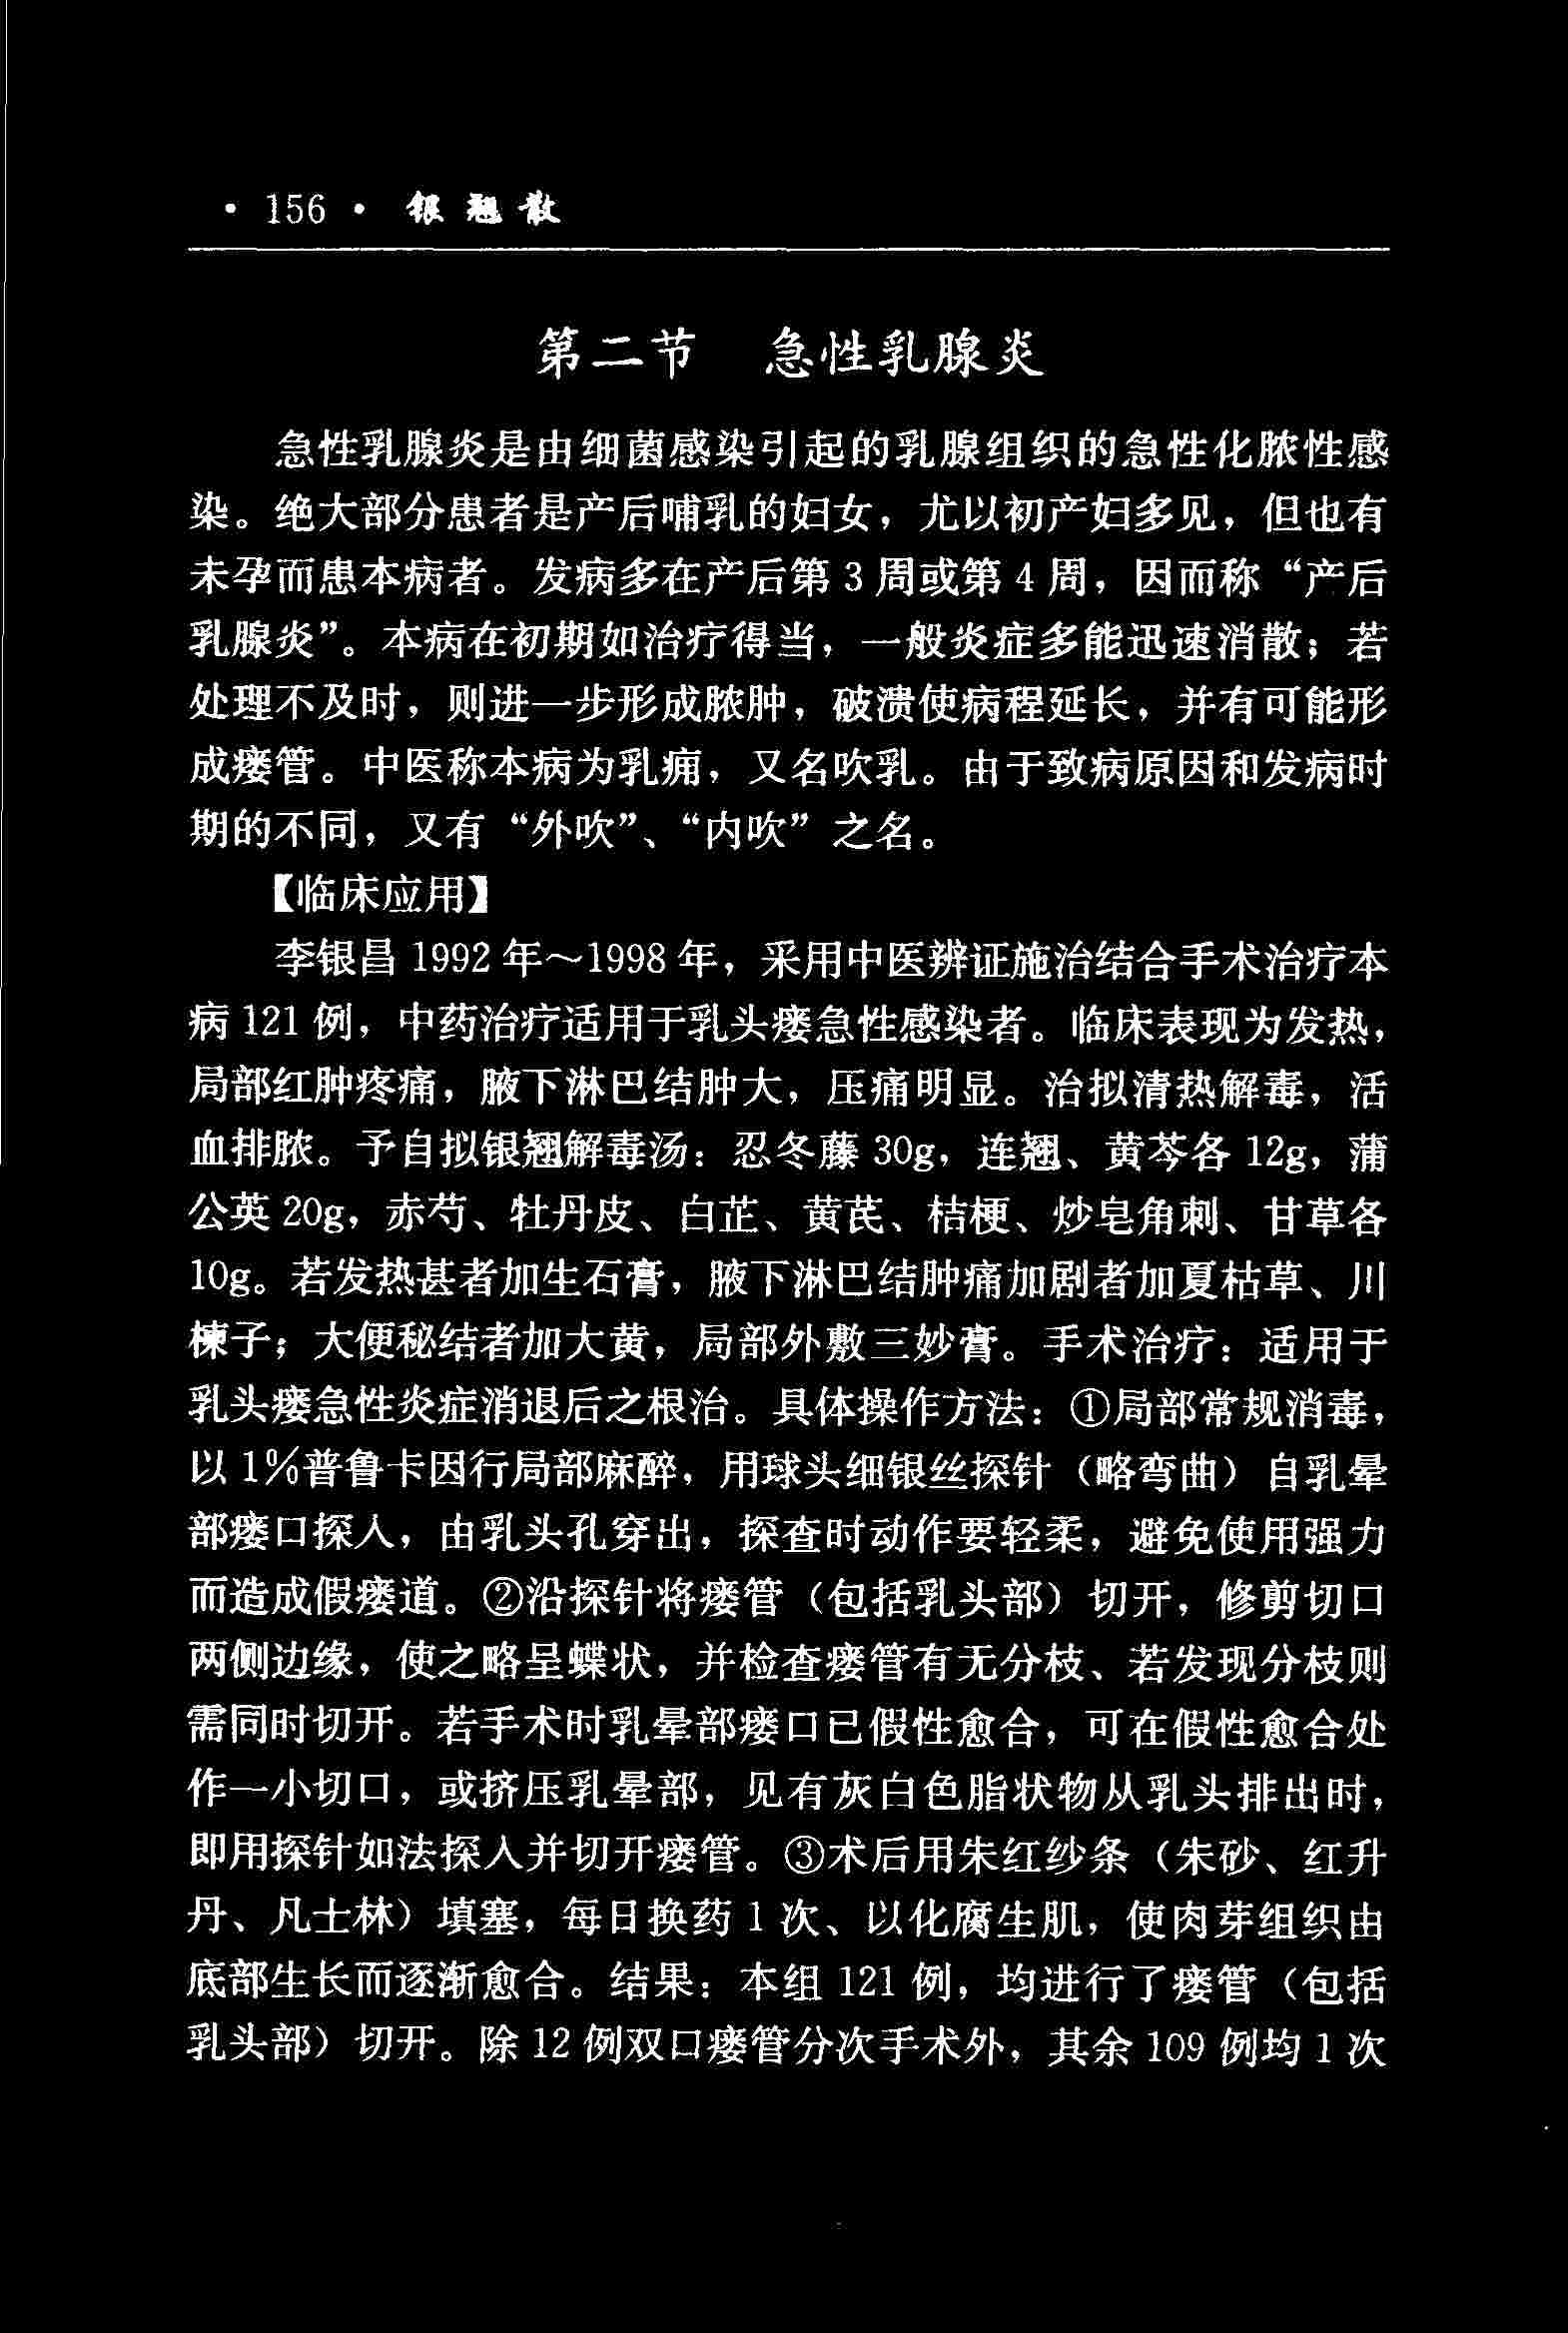 · 156 · 银翘散
第二节 急性乳腺炎
急性乳腺炎是由细菌感染引起的乳腺组织的急性化脓性感
染。绝大部分患者是产后哺乳的妇女，尤以初产妇多见，但也有
未孕而患本病者。发病多在产后第 3 周或第 4 周，因而称“产后
乳腺炎”。本病在初期如治疗得当，一般炎症多能迅速消散；若
处理不及时，则进一步形成脓肿，破溃使病程延长，并有可能形
成瘘管。中医称本病为乳痈，又名吹乳。由于致病原因和发病时
期的不同，又有“外吹”、“内吹”之名。
【临床应用】
李银昌 1992 年～1998 年，采用中医辨证施治结合手术治疗本
病 121 例，中药治疗适用于乳头瘘急性感染者。临床表现为发热，
局部红肿疼痛，腋下淋巴结肿大，压痛明显。治拟清热解毒，活
血排脓。予自拟银翘解毒汤：忍冬藤 30g，连翘、黄芩各 12g，蒲
公英 20g，赤芍、牡丹皮、白芷、黄芪、桔梗、炒皂角刺、甘草各
10g。若发热甚者加生石膏，腋下淋巴结肿痛加剧者加夏枯草、川
楝子；大便秘结者加大黄，局部外敷三妙膏。手术治疗：适用于
乳头瘘急性炎症消退后之根治。具体操作方法：①局部常规消毒，
以 1%普鲁卡因行局部麻醉，用球头细银丝探针（略弯曲）自乳晕
部瘘口探入，由乳头孔穿出，探查时动作要轻柔，避免使用强力
而造成假瘘道。②沿探针将瘘管（包括乳头部）切开，修剪切口
两侧边缘，使之略呈蝶状，并检查瘘管有无分枝、若发现分枝则
需同时切开。若手术时乳晕部瘘口已假性愈合，可在假性愈合处
作一小切口，或挤压乳晕部，见有灰白色脂状物从乳头排出时，
即用探针如法探入并切开瘘管。③术后用朱红纱条（朱砂、红升
丹、凡士林）填塞，每日换药 1 次、以化腐生肌，使肉芽组织由
底部生长而逐渐愈合。结果：本组 121 例，均进行了瘘管（包括
乳头部）切开。除 12 例双口瘘管分次手术外，其余 109 例均 1 次